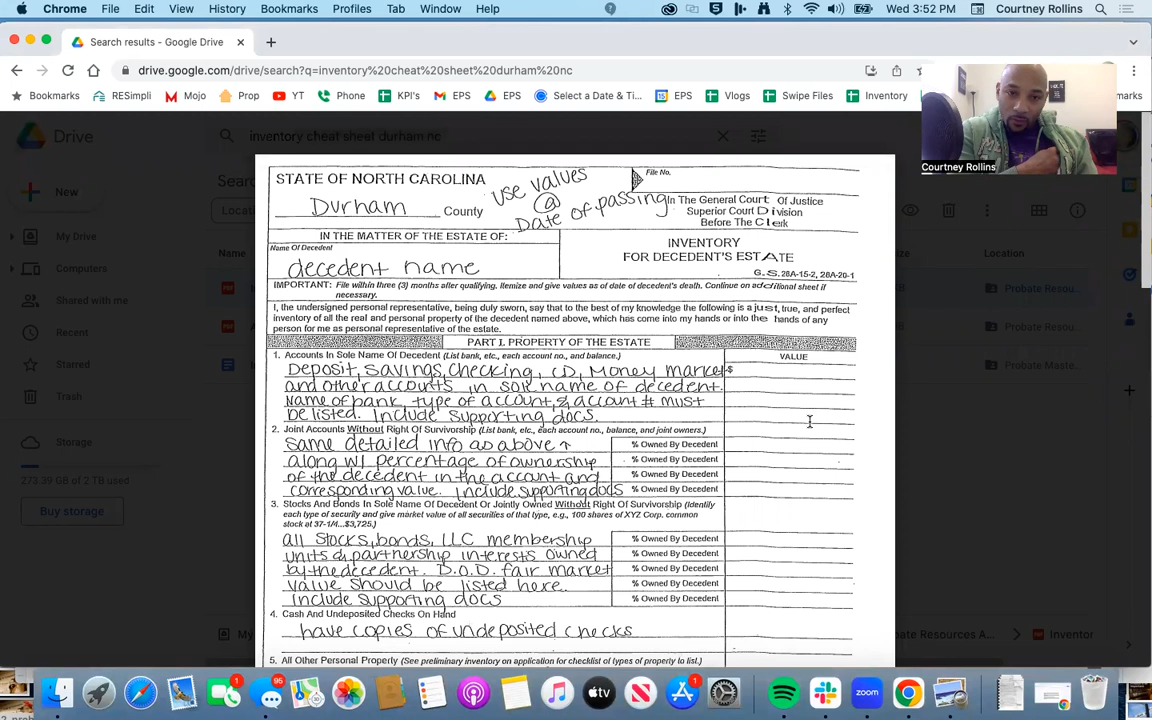 Chrome File Edit View History Bookmarks Profiles Tab Window Help Wed 3:52 PM Courtney Rollins
Search results - Google Drive
drive.google.com/drive/search?q=inventory%20cheat%20sheet%20durham%20nc
Bookmarks RESimpli Mojo Prop YT Phone KPI's EPS EPS Select a Date & Ti... EPS Vlogs Swipe Files Inventory
Courtney Rollins
Drive
inventory cheat sheet durham nc
New
My Drive
Computers
Shared with me
Recent
Starred
Trash
Storage
273.39 GB of 2 TB used
Buy storage
STATE OF NORTH CAROLINA
Durham County
use values
@
Date of passing
File No.
In The General Court Of Justice
Superior Court Division
Before The Clerk
IN THE MATTER OF THE ESTATE OF:
Name Of Decedent
decedent name
INVENTORY
FOR DECEDENT'S ESTATE
G.S. 28A-15-2, 28A-20-1
IMPORTANT: File within three (3) months after qualifying. Itemize and give values as of date of decedent's death. Continue on additional sheet if
necessary.
I, the undersigned personal representative, being duly sworn, say that to the best of my knowledge the following is a just, true, and perfect
inventory of all the real and personal property of the decedent named above, which has come into my hands or into the hands of any
person for me as personal representative of the estate.
PART I. PROPERTY OF THE ESTATE
1. Accounts In Sole Name Of Decedent (List bank, etc., each account no., and balance.)
VALUE
Deposit, Savings, Checking, CD, Money market $
and other accounts in sole name of decedent.
Name of bank, type of account, & account # must
be listed. Include supporting docs.
2. Joint Accounts Without Right Of Survivorship (List bank, etc., each account no., balance, and joint owners.)
same detailed info as above ↑ % Owned By Decedent
along w/ percentage of ownership % Owned By Decedent
of the decedent in the account and % Owned By Decedent
corresponding value. Include supporting docs % Owned By Decedent
3. Stocks And Bonds In Sole Name Of Decedent Or Jointly Owned Without Right Of Survivorship (Identify
each type of security and give market value of all securities of that type, e.g., 100 shares of XYZ Corp. common
stock at 37-1/4...$3,725.)
all stocks, bonds, LLC membership % Owned By Decedent
units & partnership interests owned % Owned By Decedent
by the decedent. D.O.D. fair market % Owned By Decedent
value should be listed here. % Owned By Decedent
Include supporting docs % Owned By Decedent
4. Cash And Undeposited Checks On Hand
have copies of undeposited checks
5. All Other Personal Property (See preliminary inventory on application for checklist of types of property to list.)
Name
Location
Probate Resou...
Probate Resou...
Probate Maste...
Probate Resources A...
Inventor